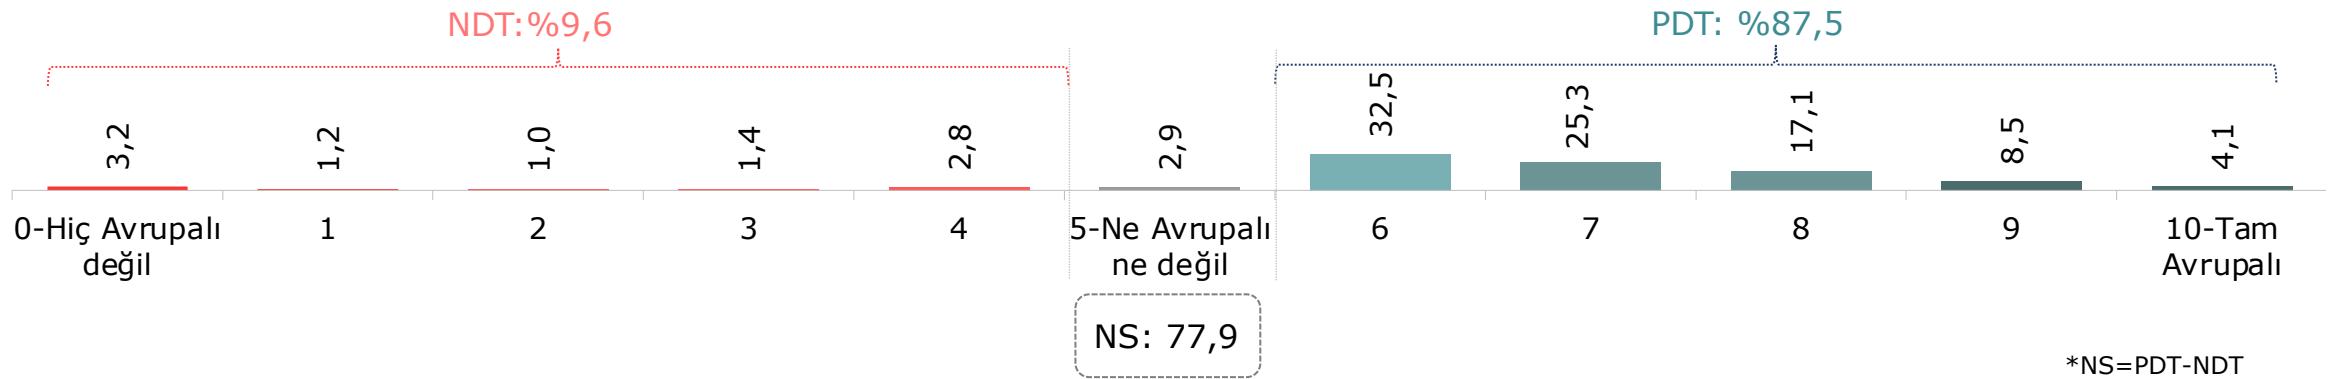 NDT:%9,6
PDT: %87,5
3,2
1,2
1,0
1,4
2,8
2,9
32,5
25,3
17,1
8,5
4,1
0-Hiç Avrupalı
değil
1
2
3
4
5-Ne Avrupalı
ne değil
6
7
8
9
10-Tam
Avrupalı
NS: 77,9
*NS=PDT-NDT